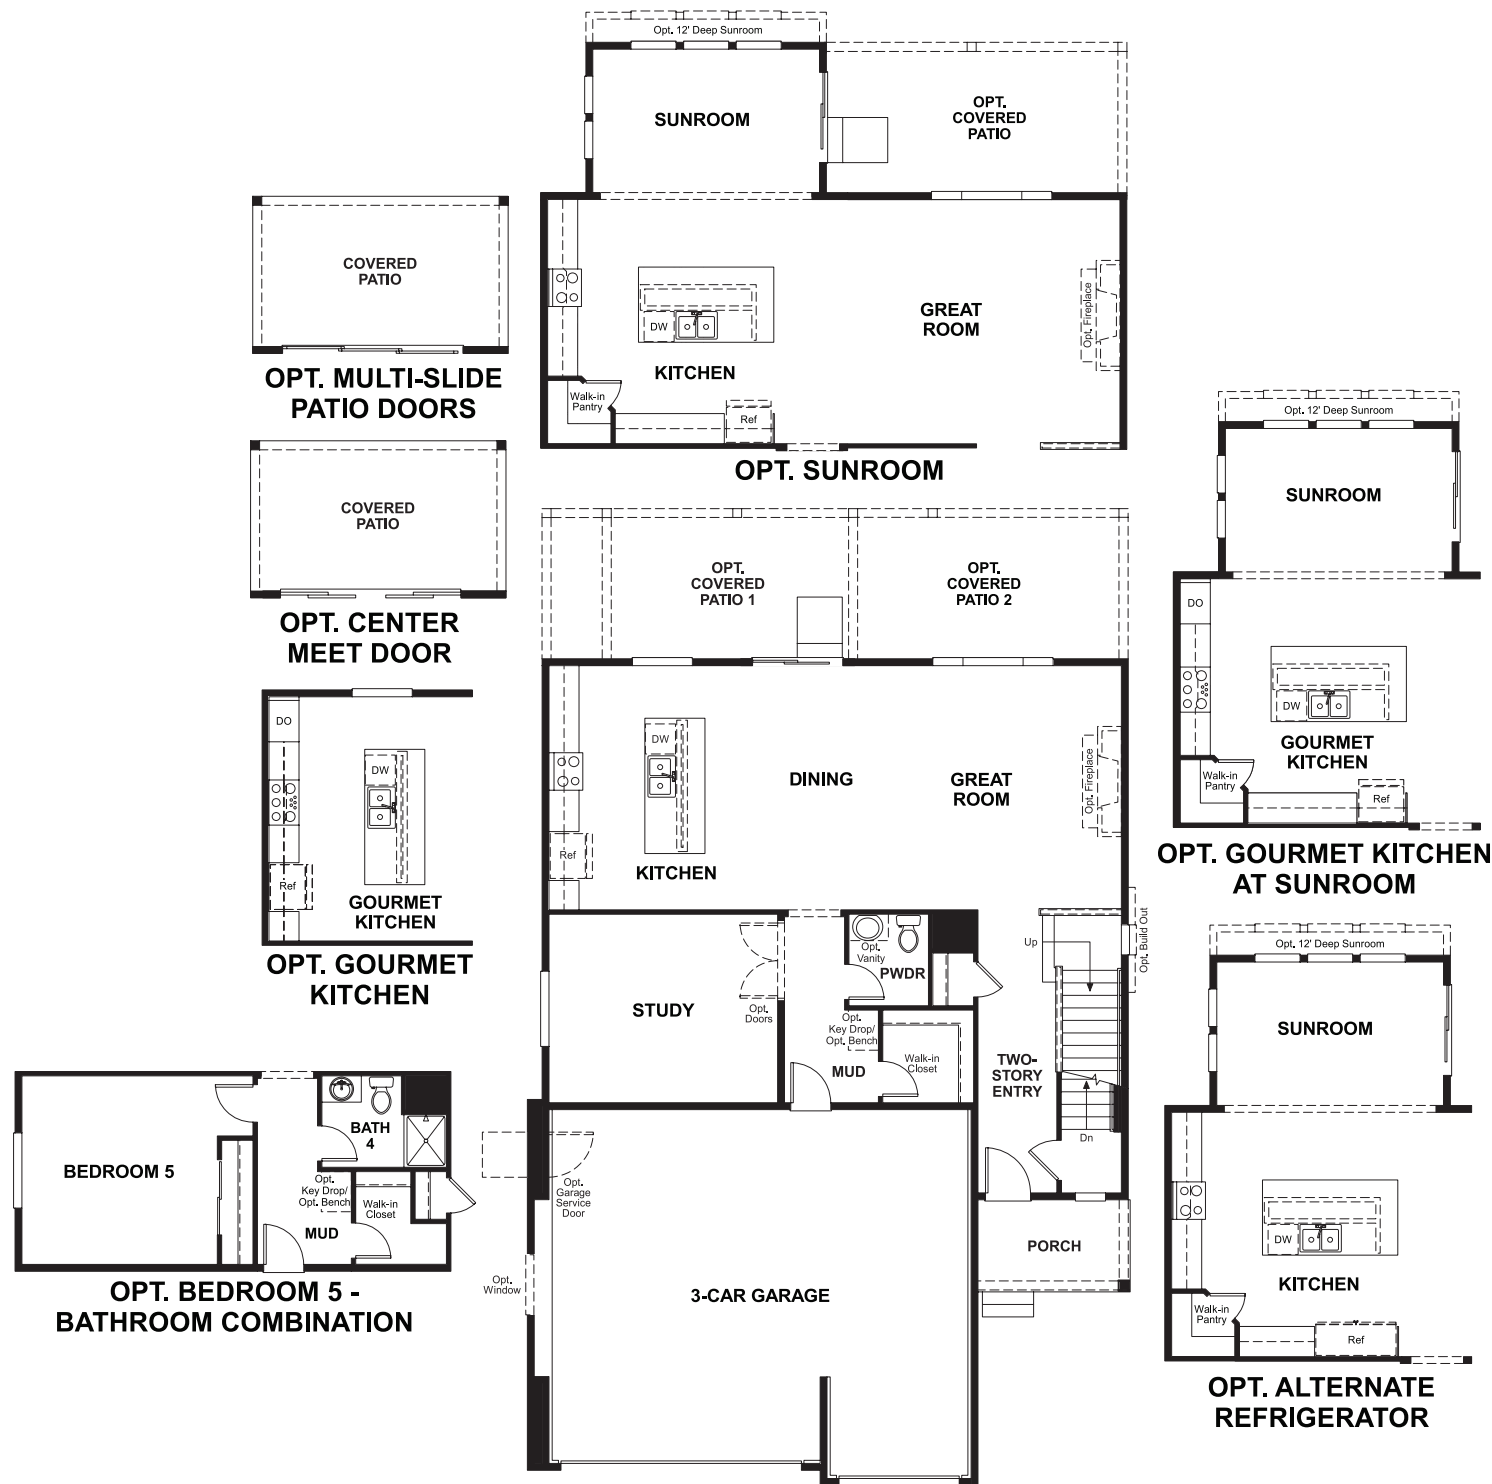 Opt. 12' Deep Sunroom
SUNROOM
OPT.
COVERED
PATIO
GREAT
ROOM
Opt. Fireplace
DW
KITCHEN
Walk-in
Pantry
Ref
OPT. SUNROOM
COVERED
PATIO
OPT. MULTI-SLIDE
PATIO DOORS
COVERED
PATIO
OPT. CENTER
MEET DOOR
DO
DW
Ref
GOURMET
KITCHEN
OPT. GOURMET
KITCHEN
OPT.
COVERED
PATIO 1
OPT.
COVERED
PATIO 2
DW
DINING
GREAT
ROOM
Opt. Fireplace
Ref
KITCHEN
Opt.
Vanity
PWDR
Up
Opt. Build Out
STUDY
Opt.
Doors
Opt.
Key Drop/
Opt. Bench
MUD
Walk-in
Closet
TWO-
STORY
ENTRY
Dn
Opt.
Garage
Service
Door
Opt.
Window
3-CAR GARAGE
PORCH
BEDROOM 5
BATH
4
Opt.
Key Drop/
Opt. Bench
Walk-in
Closet
MUD
OPT. BEDROOM 5 -
BATHROOM COMBINATION
Opt. 12' Deep Sunroom
SUNROOM
DO
DW
GOURMET
KITCHEN
Walk-in
Pantry
Ref
OPT. GOURMET KITCHEN
AT SUNROOM
Opt. 12' Deep Sunroom
SUNROOM
DW
KITCHEN
Walk-in
Pantry
Ref
OPT. ALTERNATE
REFRIGERATOR